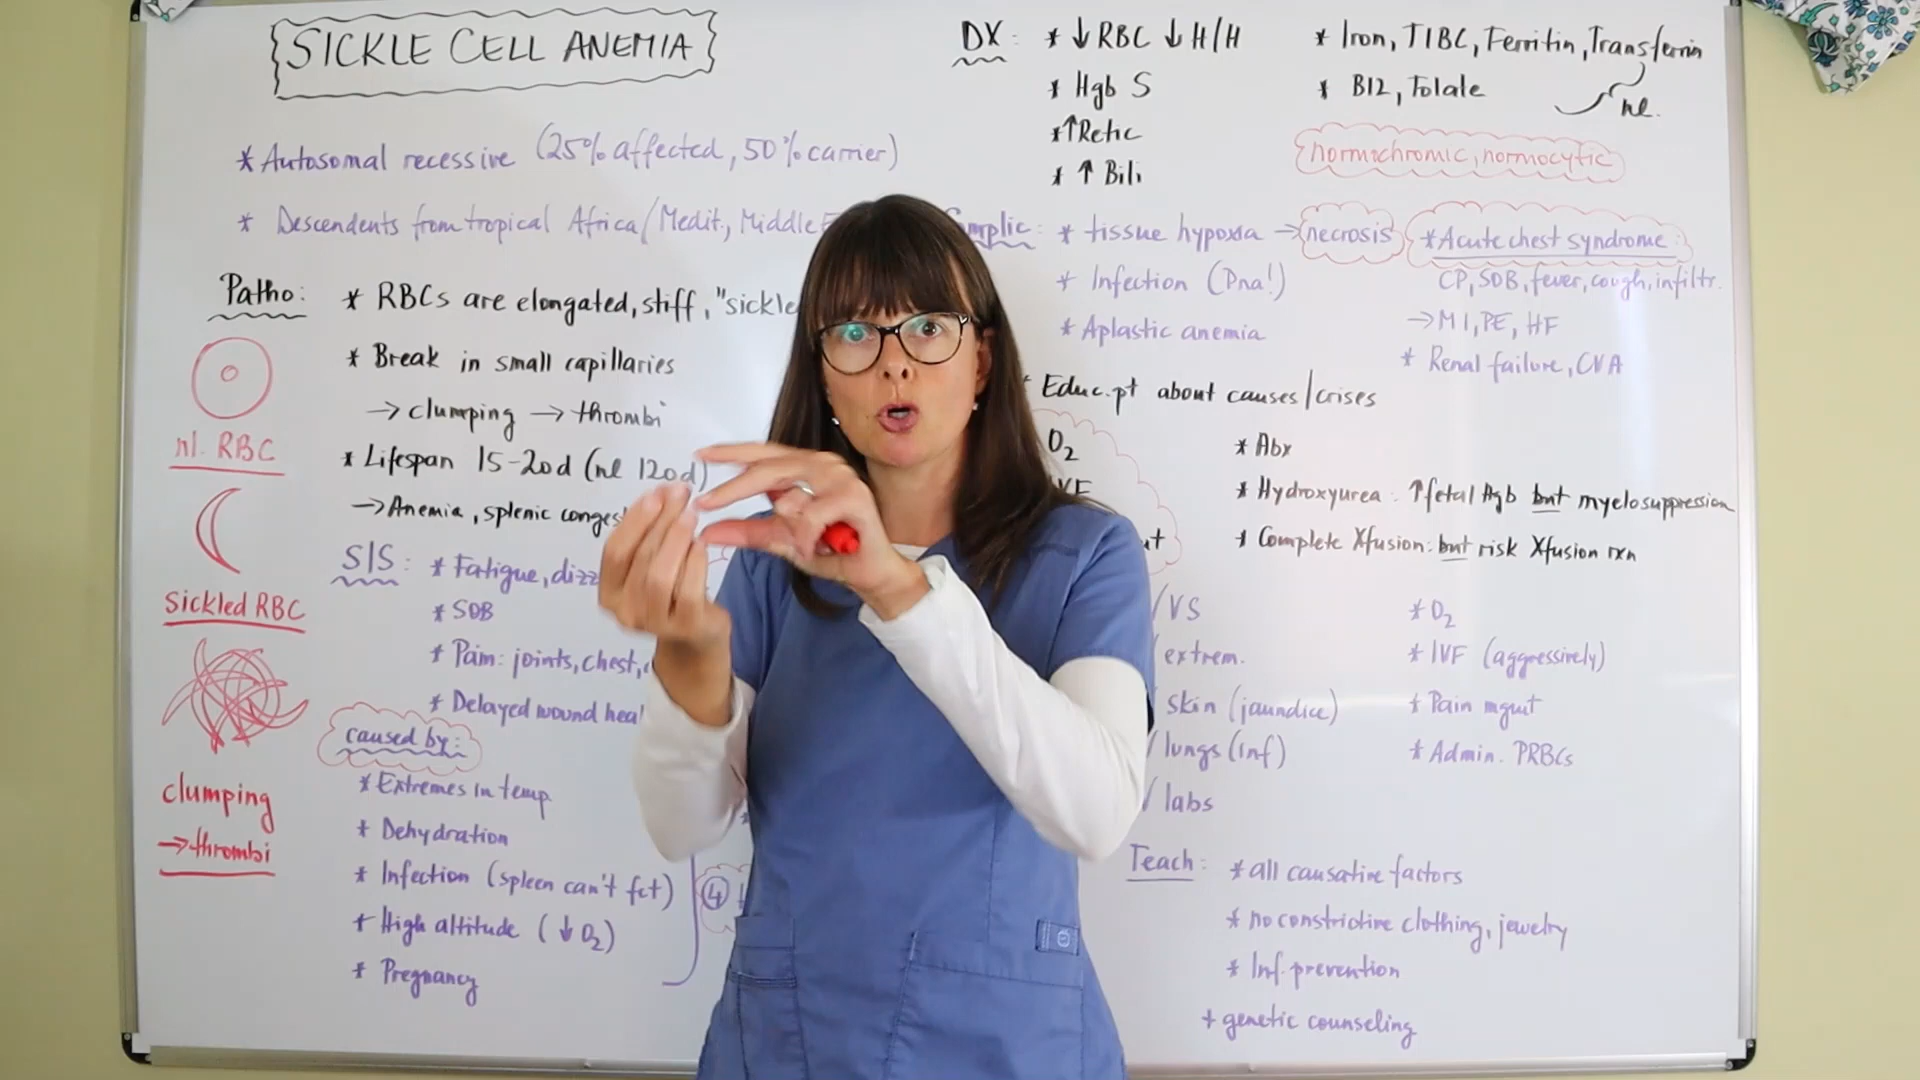 SICKLE CELL ANEMIA
* Autosomal recessive (25% affected, 50% carrier)
* Descendents from tropical Africa (Medit., Middle
Patho:
* RBCs are elongated, stiff, "sickle
* Break in small capillaries
→ clumping → thrombi
* Lifespan 15-20d (nl 120d)
→ Anemia, splenic conges
nl. RBC
Sickled RBC
clumping
→ thrombi
S/S: * Fatigue, dizz
* SOB
* Pain: joints, chest,
* Delayed wound heal
caused by:
* Extremes in temp.
* Dehydration
* Infection (spleen can't fct)
* High altitude (↓ O2)
* Pregnancy
4
DX: * ↓ RBC ↓ H/H
* Hgb S
* ↑ Retic
* ↑ Bili
* Iron, TIBC, Ferritin, Transferrin
* B12, Folate
nl.
normochromic, normocytic
Complic: * tissue hypoxia → necrosis
* Infection (Pna!)
* Aplastic anemia
* Acute chest syndrome:
CP, SOB, fever, cough, infiltr.
→ MI, PE, HF
* Renal failure, CVA
* Educ. pt about causes/crises
O2
IVF
* Abx
* Hydroxyurea: ↑ fetal Hgb but myelosuppression
* Complete Xfusion: but risk Xfusion rxn
√ VS
√ extrem.
√ skin (jaundice)
√ lungs (inf)
√ labs
* O2
* IVF (aggressively)
* Pain mgmt
* Admin. PRBCs
Teach: * all causative factors
* no constrictive clothing, jewelry
* Inf. prevention
+ genetic counseling